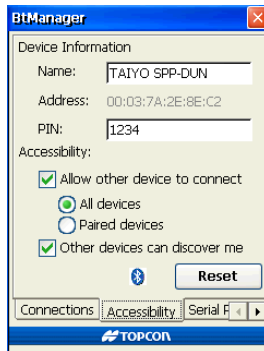 BtManager
Device Information
Name: TAIYO SPP-DUN
Address: 00:03:7A:2E:8E:C2
PIN: 1234
Accessibility:
Allow other device to connect
All devices
Paired devices
Other devices can discover me
Reset
Connections Accessibility Serial
TOPCON